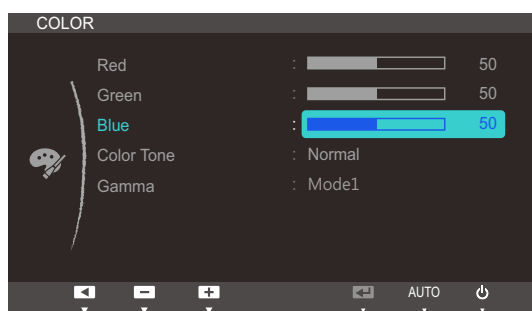 COLOR
Red : 50
Green : 50
Blue : 50
Color Tone : Normal
Gamma : Mode1
AUTO